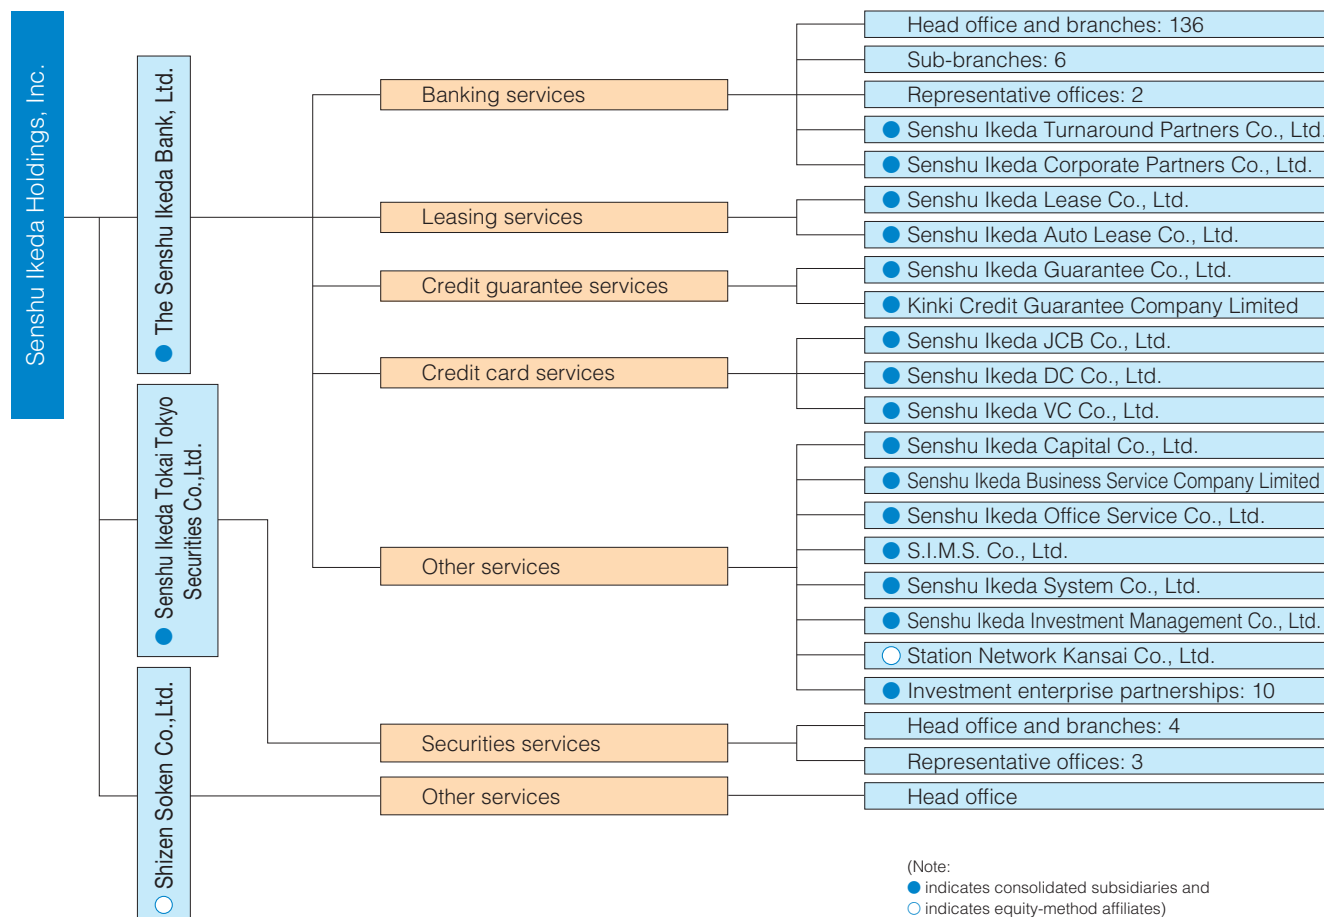 Senshu Ikeda Holdings, Inc.
● The Senshu Ikeda Bank, Ltd.
● Senshu Ikeda Tokai Tokyo
Securities Co.,Ltd.
○ Shizen Soken Co.,Ltd.
Banking services
Head office and branches: 136
Sub-branches: 6
Representative offices: 2
● Senshu Ikeda Turnaround Partners Co., Ltd.
● Senshu Ikeda Corporate Partners Co., Ltd.
Leasing services
● Senshu Ikeda Lease Co., Ltd.
● Senshu Ikeda Auto Lease Co., Ltd.
Credit guarantee services
● Senshu Ikeda Guarantee Co., Ltd.
● Kinki Credit Guarantee Company Limited
Credit card services
● Senshu Ikeda JCB Co., Ltd.
● Senshu Ikeda DC Co., Ltd.
● Senshu Ikeda VC Co., Ltd.
Other services
● Senshu Ikeda Capital Co., Ltd.
● Senshu Ikeda Business Service Company Limited
● Senshu Ikeda Office Service Co., Ltd.
● S.I.M.S. Co., Ltd.
● Senshu Ikeda System Co., Ltd.
● Senshu Ikeda Investment Management Co., Ltd.
○ Station Network Kansai Co., Ltd.
● Investment enterprise partnerships: 10
Securities services
Head office and branches: 4
Representative offices: 3
Other services
Head office
(Note:
● indicates consolidated subsidiaries and
○ indicates equity-method affiliates)